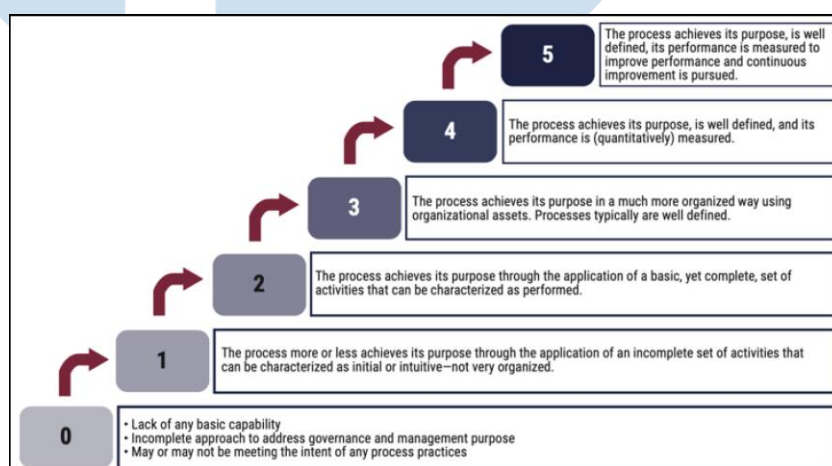 5
The process achieves its purpose, is well
defined, its performance is measured to
improve performance and continuous
improvement is pursued.
4
The process achieves its purpose, is well defined, and its
performance is (quantitatively) measured.
3
The process achieves its purpose in a much more organized way using
organizational assets. Processes typically are well defined.
2
The process achieves its purpose through the application of a basic, yet complete, set of
activities that can be characterized as performed.
1
The process more or less achieves its purpose through the application of an incomplete set of activities that
can be characterized as initial or intuitive—not very organized.
0
• Lack of any basic capability
• Incomplete approach to address governance and management purpose
• May or may not be meeting the intent of any process practices